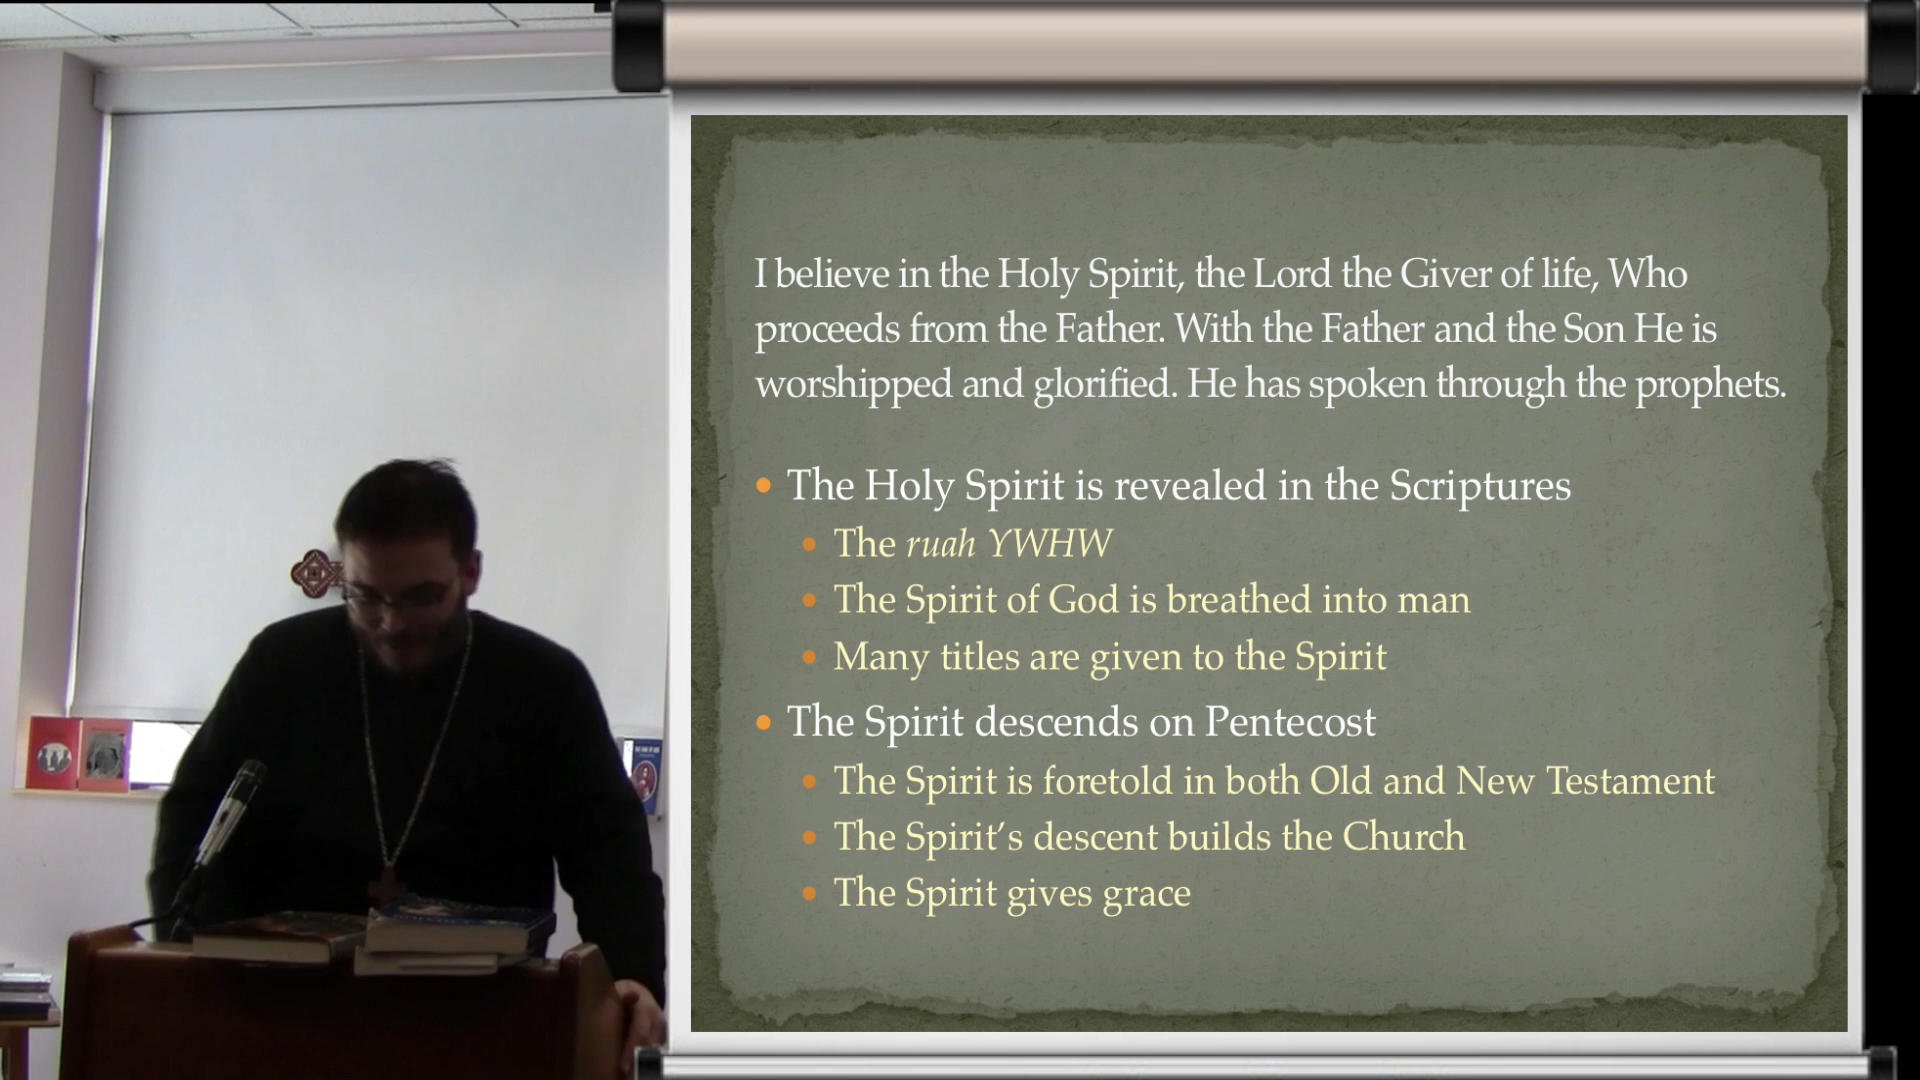 I believe in the Holy Spirit, the Lord the Giver of life, Who
proceeds from the Father. With the Father and the Son He is
worshipped and glorified. He has spoken through the prophets.
• The Holy Spirit is revealed in the Scriptures
• The ruah YWHW
• The Spirit of God is breathed into man
• Many titles are given to the Spirit
• The Spirit descends on Pentecost
• The Spirit is foretold in both Old and New Testament
• The Spirit’s descent builds the Church
• The Spirit gives grace